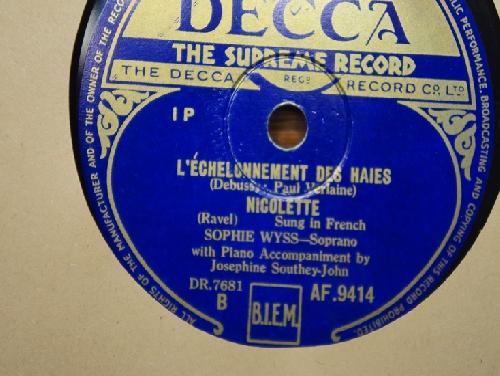 DECCA
THE SUPREME RECORD
THE DECCA REGD RECORD CO. LTD
1 P
L'ÉCHELONNEMENT DES HAIES
(Debussy - Paul Verlaine)
NICOLETTE
(Ravel) Sung in French
SOPHIE WYSS—Soprano
with Piano Accompaniment by
Josephine Southey-John
DR.7681
B
B.I.E.M.
AF.9414
ALL RIGHTS OF THE MANUFACTURER AND OF THE OWNER OF THE RECORD
PUBLIC PERFORMANCE, BROADCASTING AND COPYING OF THIS RECORD PROHIBITED.